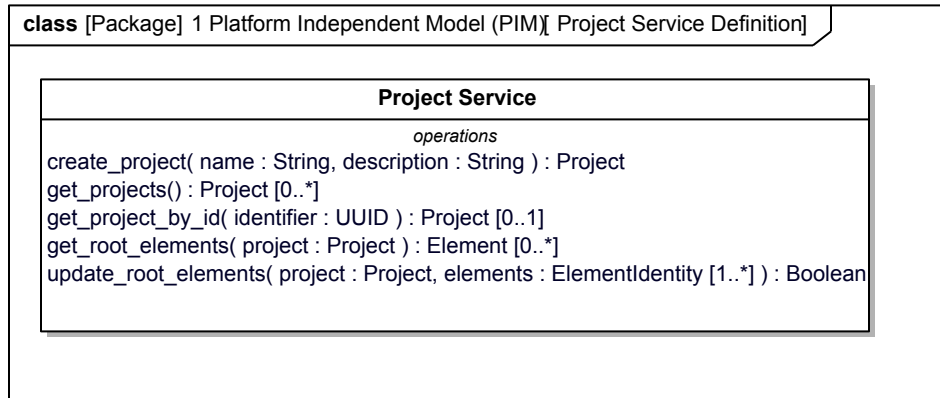 class [Package] 1 Platform Independent Model (PIM)[ Project Service Definition]
Project Service
operations
create_project( name : String, description : String ) : Project
get_projects() : Project [0..*]
get_project_by_id( identifier : UUID ) : Project [0..1]
get_root_elements( project : Project ) : Element [0..*]
update_root_elements( project : Project, elements : ElementIdentity [1..*] ) : Boolean